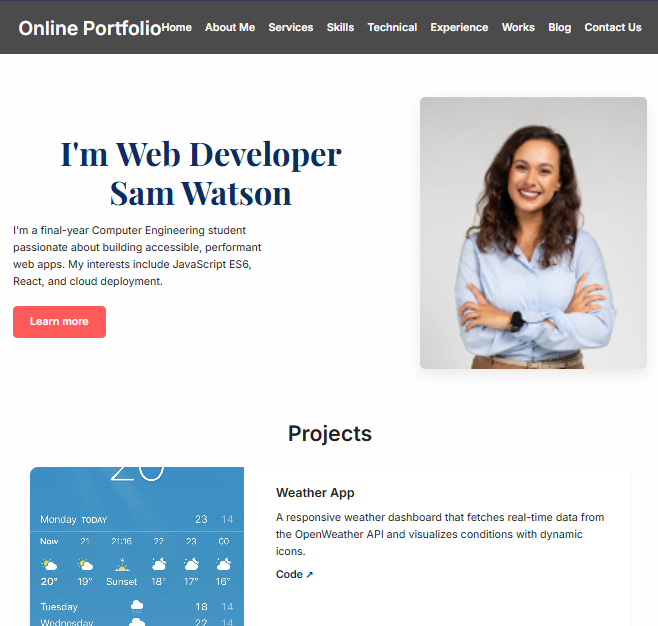 Online Portfolio
Home About Me Services Skills Technical Experience Works Blog Contact Us
I'm Web Developer
Sam Watson
I'm a final-year Computer Engineering student
passionate about building accessible, performant
web apps. My interests include JavaScript ES6,
React, and cloud deployment.
Learn more
Projects
20
Monday TODAY 23 14
Now 21 21:16 22 23 00
20° 19° Sunset 18° 17° 16°
Tuesday 18 14
Wednesday 22 14
Weather App
A responsive weather dashboard that fetches real-time data from
the OpenWeather API and visualizes conditions with dynamic
icons.
Code ↗